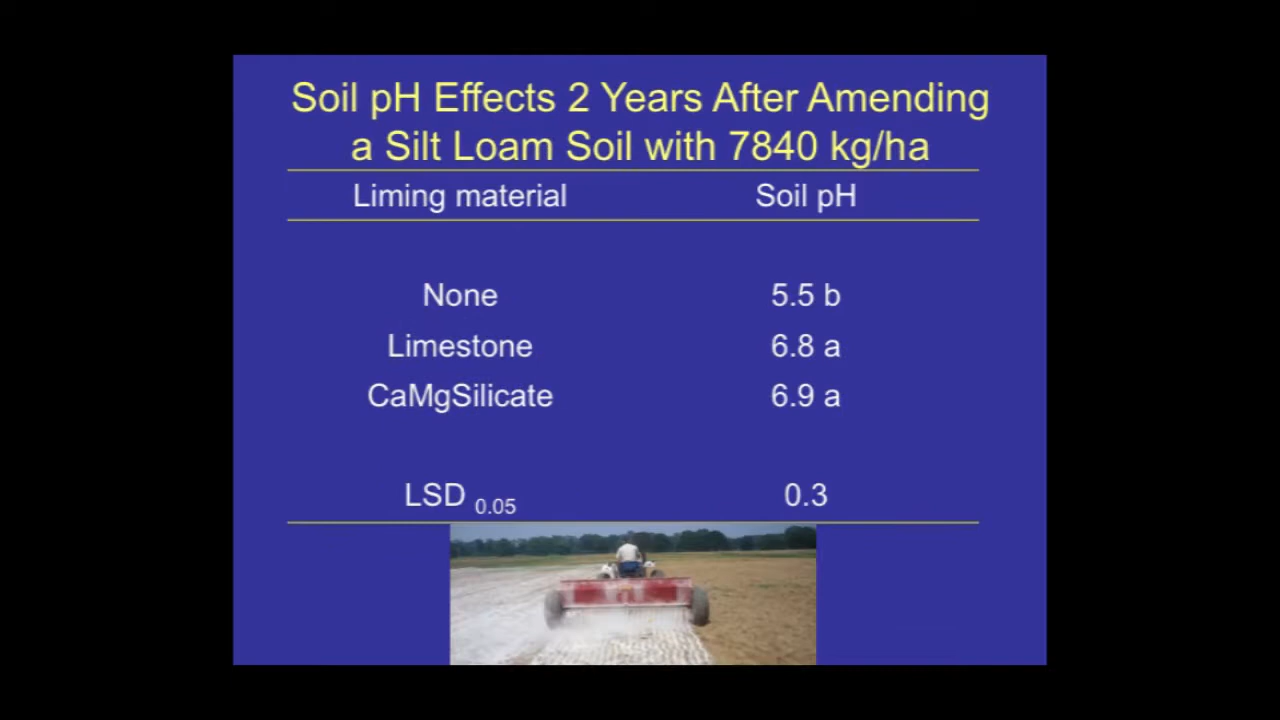 Soil pH Effects 2 Years After Amending
a Silt Loam Soil with 7840 kg/ha
Liming material Soil pH
None 5.5 b
Limestone 6.8 a
CaMgSilicate 6.9 a
LSD 0.05 0.3